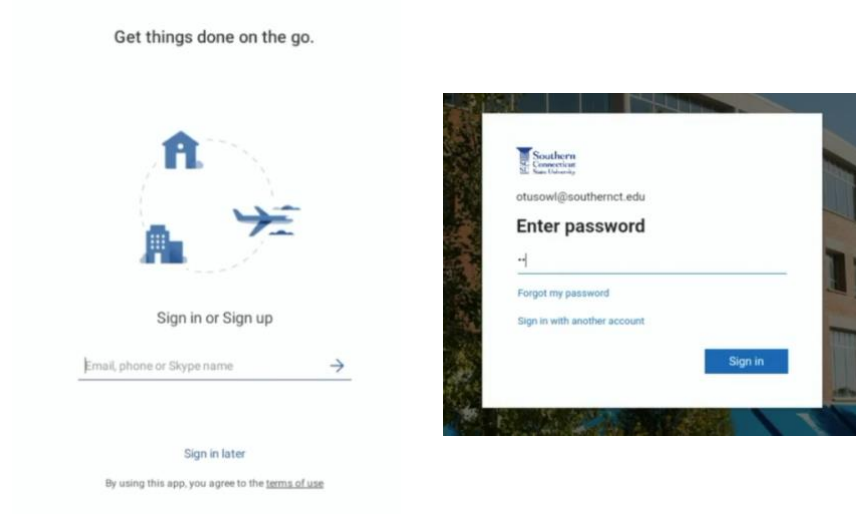 Get things done on the go.
Sign in or Sign up
Email, phone or Skype name
Sign in later
By using this app, you agree to the terms of use
Southern
Connecticut
State University
otusowl@southernct.edu
Enter password
••
Forgot my password
Sign in with another account
Sign in